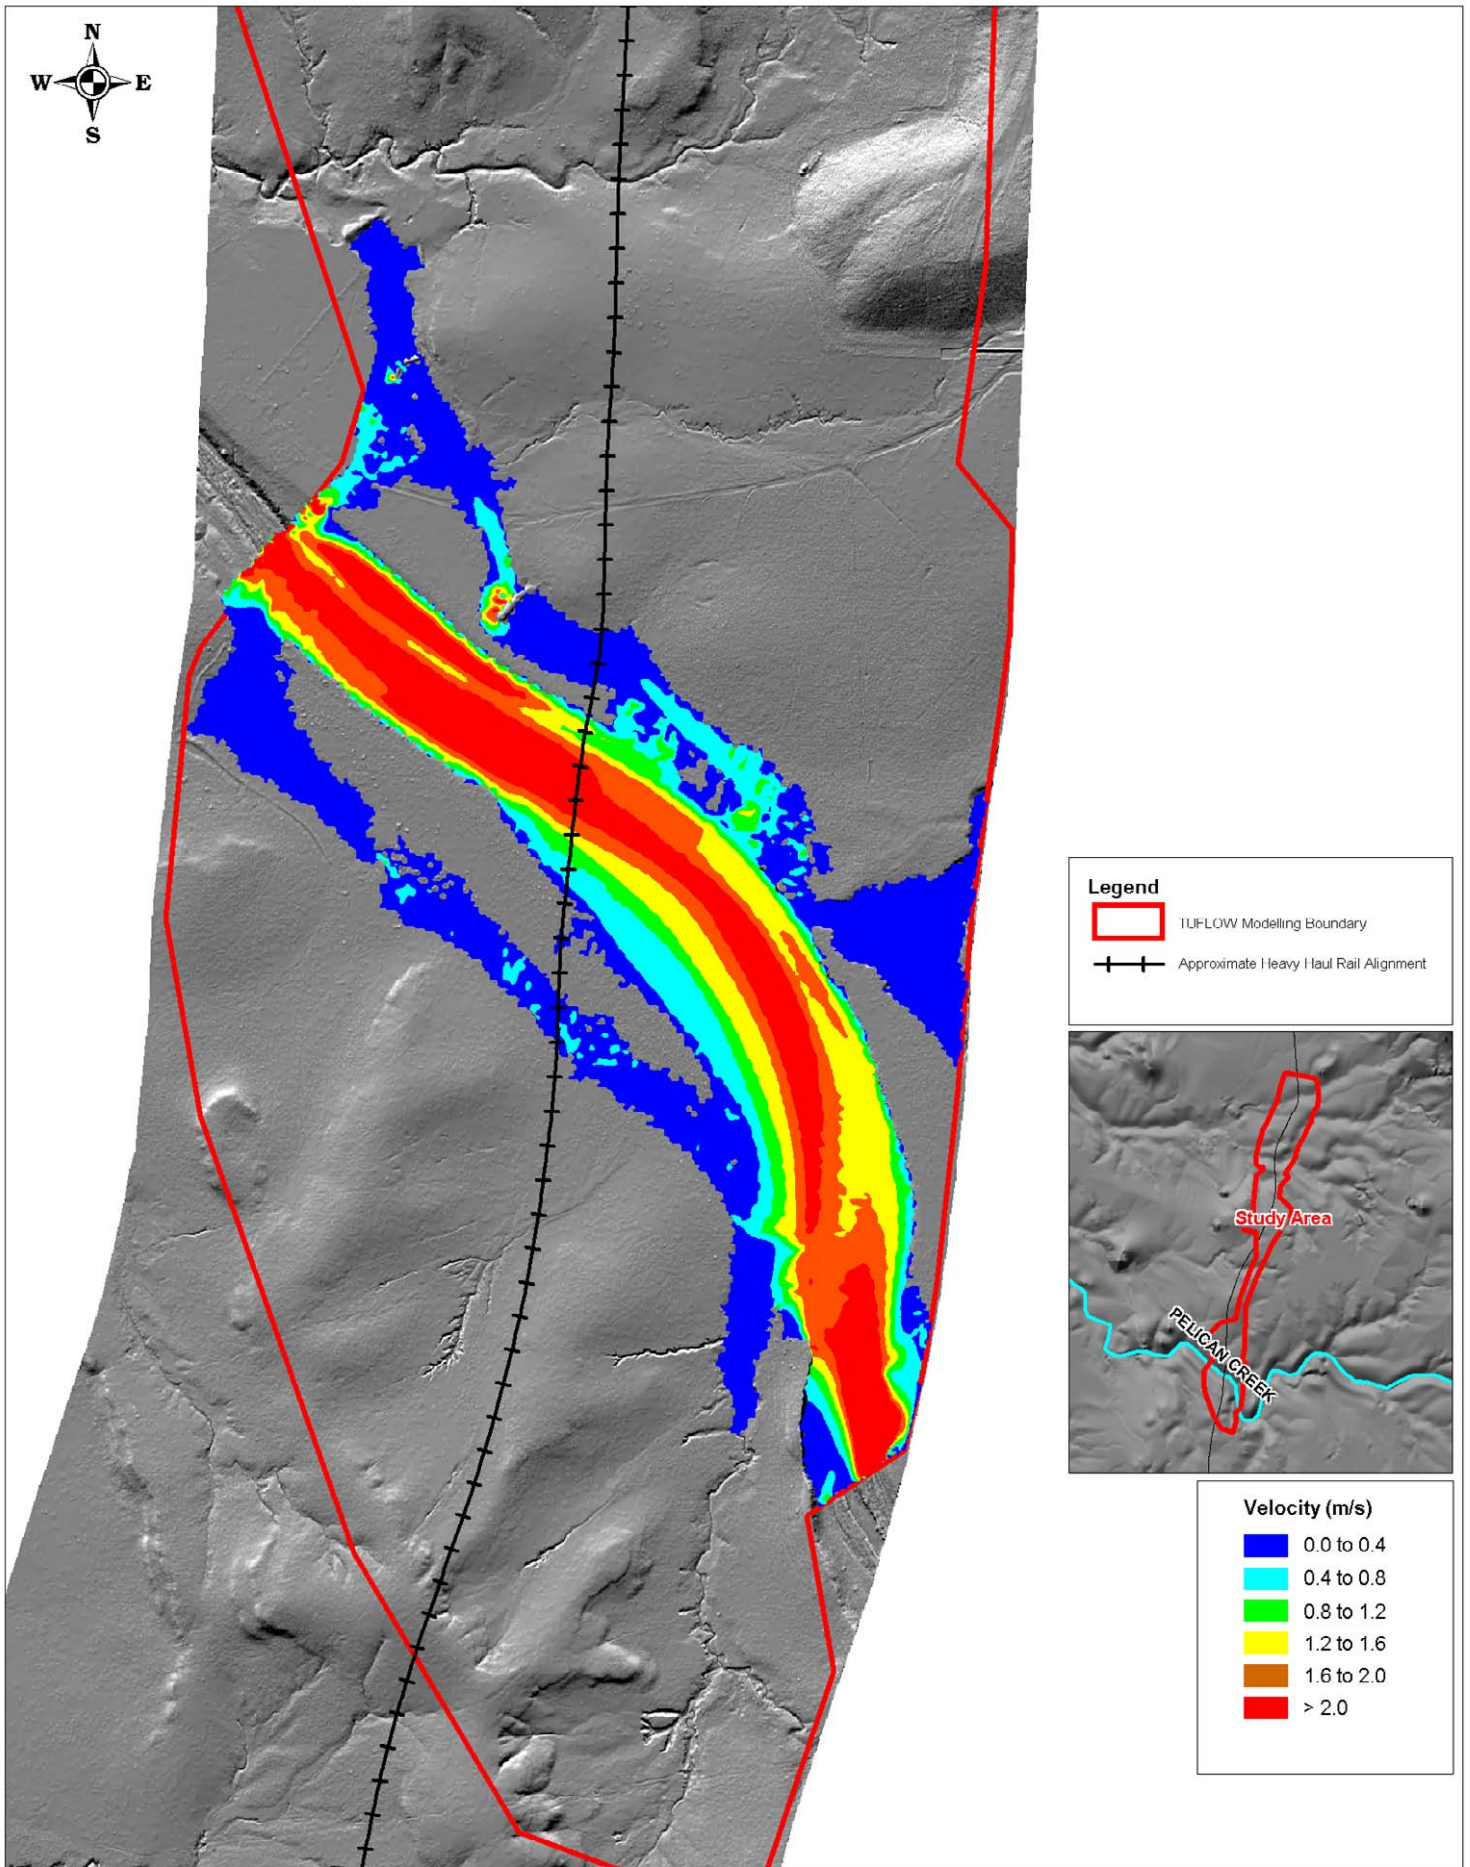 N
W E
S
Legend
TUFLOW Modelling Boundary
Approximate Heavy Haul Rail Alignment
Study Area
PELICAN CREEK
Velocity (m/s)
0.0 to 0.4
0.4 to 0.8
0.8 to 1.2
1.2 to 1.6
1.6 to 2.0
> 2.0